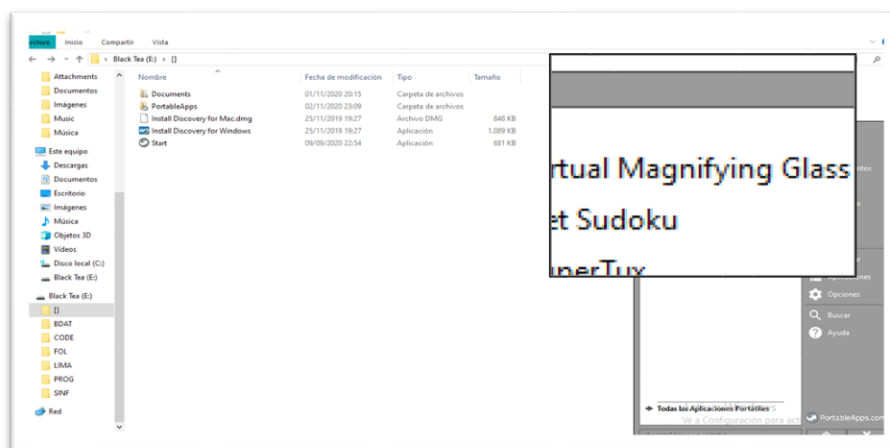 Inicio Compartir Vista
Black Tea (E:) › []
Attachments
Documentos
Imágenes
Music
Música
Este equipo
Descargas
Documentos
Escritorio
Imágenes
Música
Objetos 3D
Vídeos
Disco local (C:)
Black Tea (E:)
Black Tea (E:)
[]
BDAT
CODE
FOL
LIMA
PROG
SINF
Red
Nombre Fecha de modificación Tipo Tamaño
Documents 01/11/2020 20:15 Carpeta de archivos
PortableApps 02/11/2020 23:09 Carpeta de archivos
Install Discovery for Mac.dmg 25/11/2019 19:27 Archivo DMG 848 KB
Install Discovery for Windows 25/11/2019 19:27 Aplicación 1.089 KB
Start 09/09/2020 22:54 Aplicación 681 KB
rtual Magnifying Glass
et Sudoku
Opciones
Buscar
Ayuda
Todas las Aplicaciones Portátiles
Ve a Configuración para act
PortableApps.com